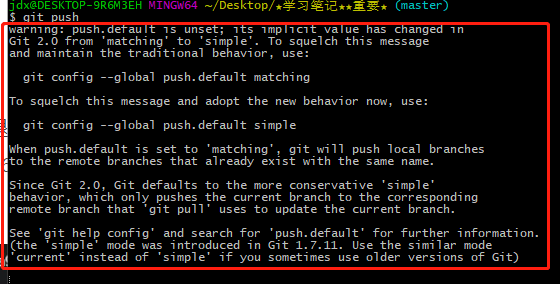 jdx@DESKTOP-9R6M3EH MINGW64 ~/Desktop/★学习笔记★★重要★ (master)
$ git push
warning: push.default is unset; its implicit value has changed in
Git 2.0 from 'matching' to 'simple'. To squelch this message
and maintain the traditional behavior, use:
git config --global push.default matching
To squelch this message and adopt the new behavior now, use:
git config --global push.default simple
When push.default is set to 'matching', git will push local branches
to the remote branches that already exist with the same name.
Since Git 2.0, Git defaults to the more conservative 'simple'
behavior, which only pushes the current branch to the corresponding
remote branch that 'git pull' uses to update the current branch.
See 'git help config' and search for 'push.default' for further information.
(the 'simple' mode was introduced in Git 1.7.11. Use the similar mode
'current' instead of 'simple' if you sometimes use older versions of Git)